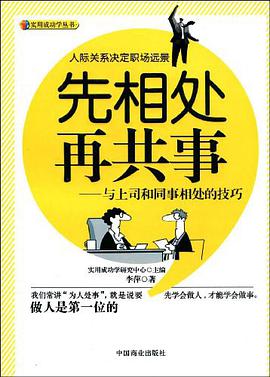 实用成功学丛书
人际关系决定职场远景
先相处
再共事
——与上司和同事相处的技巧
实用成功学研究中心◎主编
李萍◎著
我们常讲“为人处事”，就是说要 先学会做人，才能学会做事。
做人是第一位的
中国商业出版社